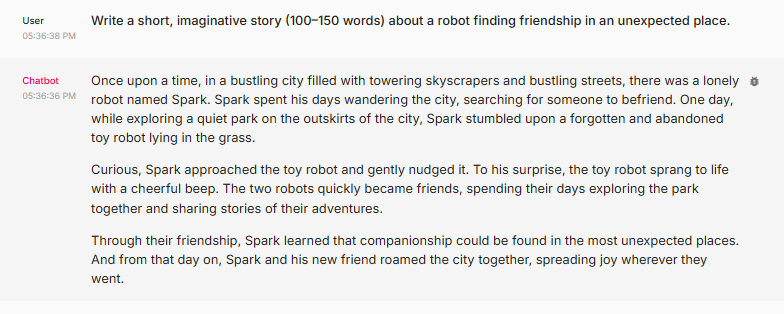 User
05:36:38 PM
Write a short, imaginative story (100–150 words) about a robot finding friendship in an unexpected place.
Chatbot
05:36:36 PM
Once upon a time, in a bustling city filled with towering skyscrapers and bustling streets, there was a lonely
robot named Spark. Spark spent his days wandering the city, searching for someone to befriend. One day,
while exploring a quiet park on the outskirts of the city, Spark stumbled upon a forgotten and abandoned
toy robot lying in the grass.
Curious, Spark approached the toy robot and gently nudged it. To his surprise, the toy robot sprang to life
with a cheerful beep. The two robots quickly became friends, spending their days exploring the park
together and sharing stories of their adventures.
Through their friendship, Spark learned that companionship could be found in the most unexpected places.
And from that day on, Spark and his new friend roamed the city together, spreading joy wherever they
went.